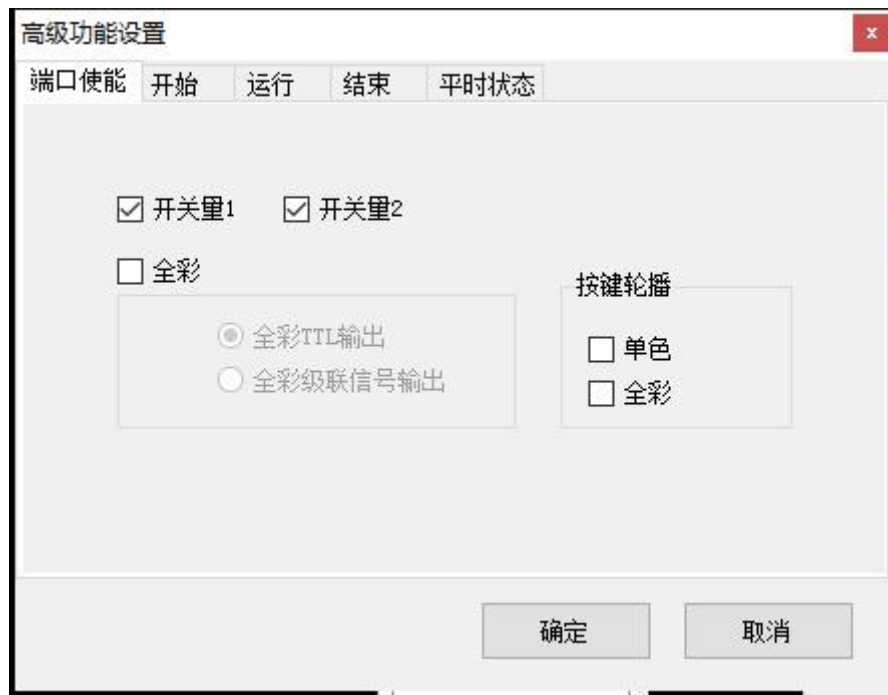 高级功能设置 x
端口使能 开始 运行 结束 平时状态
开关量1 开关量2
全彩
按键轮播
全彩TTL输出
单色
全彩级联信号输出
全彩
确定 取消